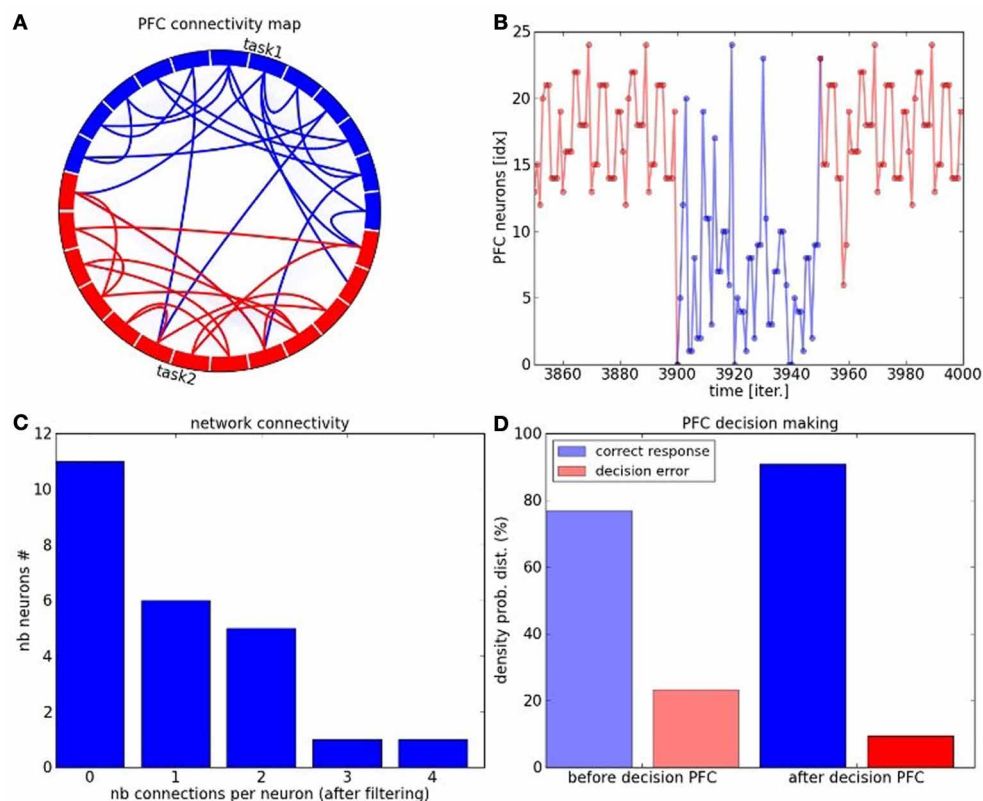 A
PFC connectivity map
task1
task2
B
25
20
15
10
5
0
PFC neurons [idx]
3860 3880 3900 3920 3940 3960 3980 4000
time [iter.]
C
network connectivity
12
10
8
6
4
2
0
nb neurons #
0 1 2 3 4
nb connections per neuron (after filtering)
D
PFC decision making
100
80
60
40
20
0
density prob. dist. (%)
correct response
decision error
before decision PFC after decision PFC